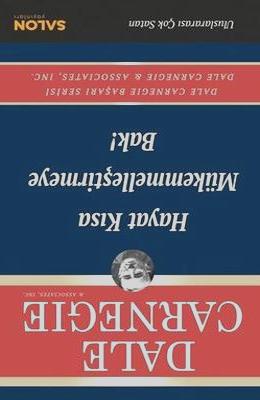 DALE
CARNEGIE
& ASSOCIATES, INC.
Hayat Kısa
Mükemmelleştirmeye
Bak!
DALE CARNEGIE BAŞARI SERİSİ
DALE CARNEGIE & ASSOCIATES, INC.
Uluslararası Çok Satan
SALON
yayınları